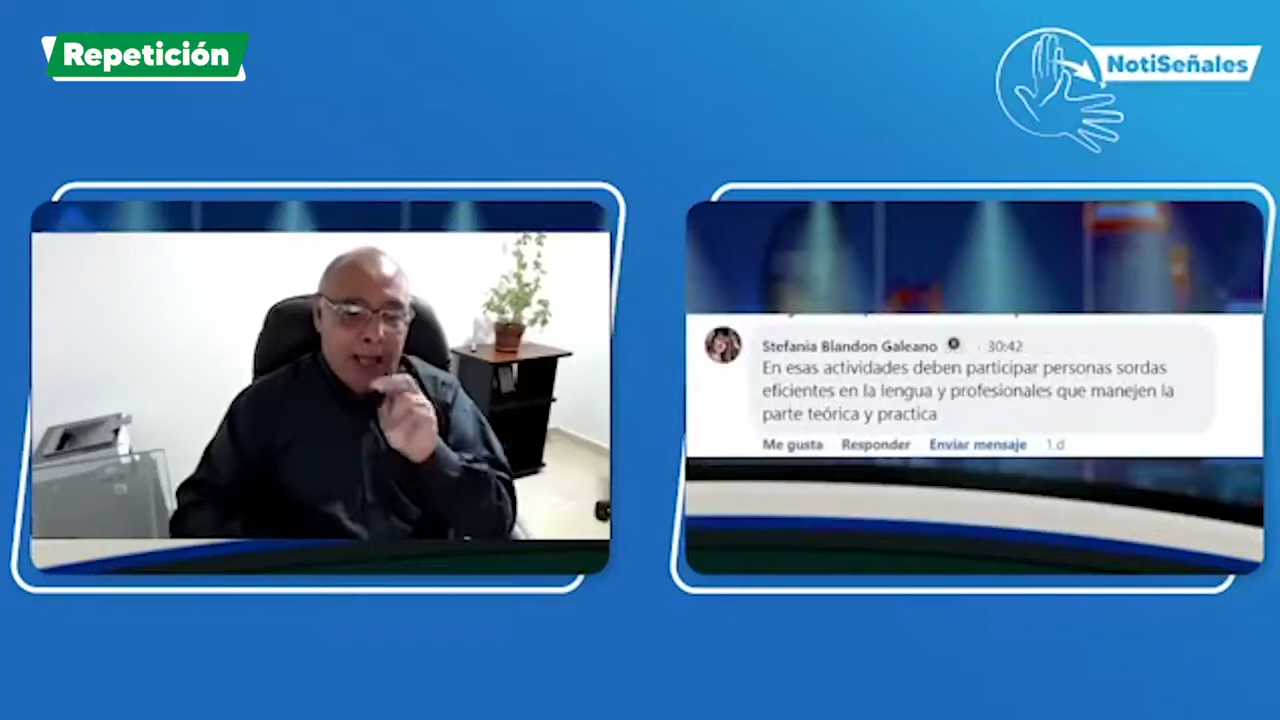 Repetición
NotiSeñales
Stefania Blandon Galeano · 30:42
En esas actividades deben participar personas sordas
eficientes en la lengua y profesionales que manejen la
parte teórica y practica
Me gusta Responder Enviar mensaje 1 d